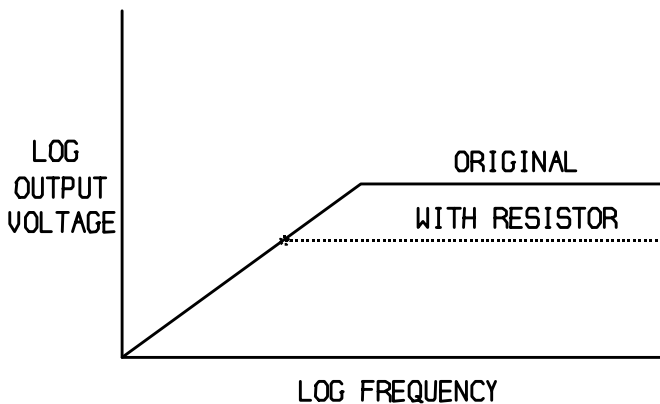 LOG
OUTPUT
VOLTAGE
ORIGINAL
WITH RESISTOR
LOG FREQUENCY